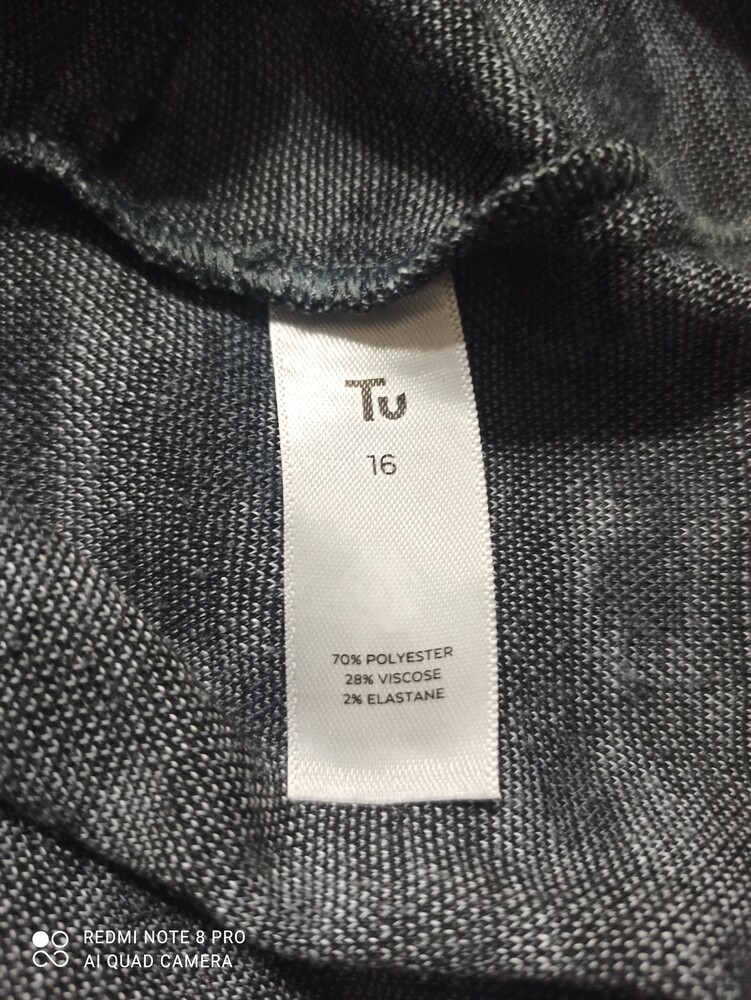 Tu
16
70% POLYESTER
28% VISCOSE
2% ELASTANE
REDMI NOTE 8 PRO
AI QUAD CAMERA